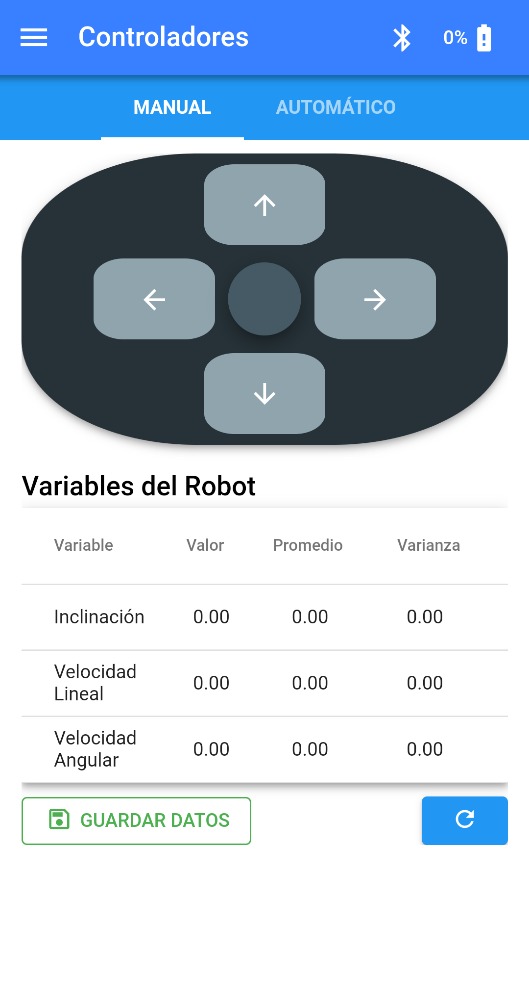 Controladores 0%
MANUAL AUTOMÁTICO
Variables del Robot
Variable Valor Promedio Varianza
Inclinación 0.00 0.00 0.00
Velocidad Lineal 0.00 0.00 0.00
Velocidad Angular 0.00 0.00 0.00
GUARDAR DATOS